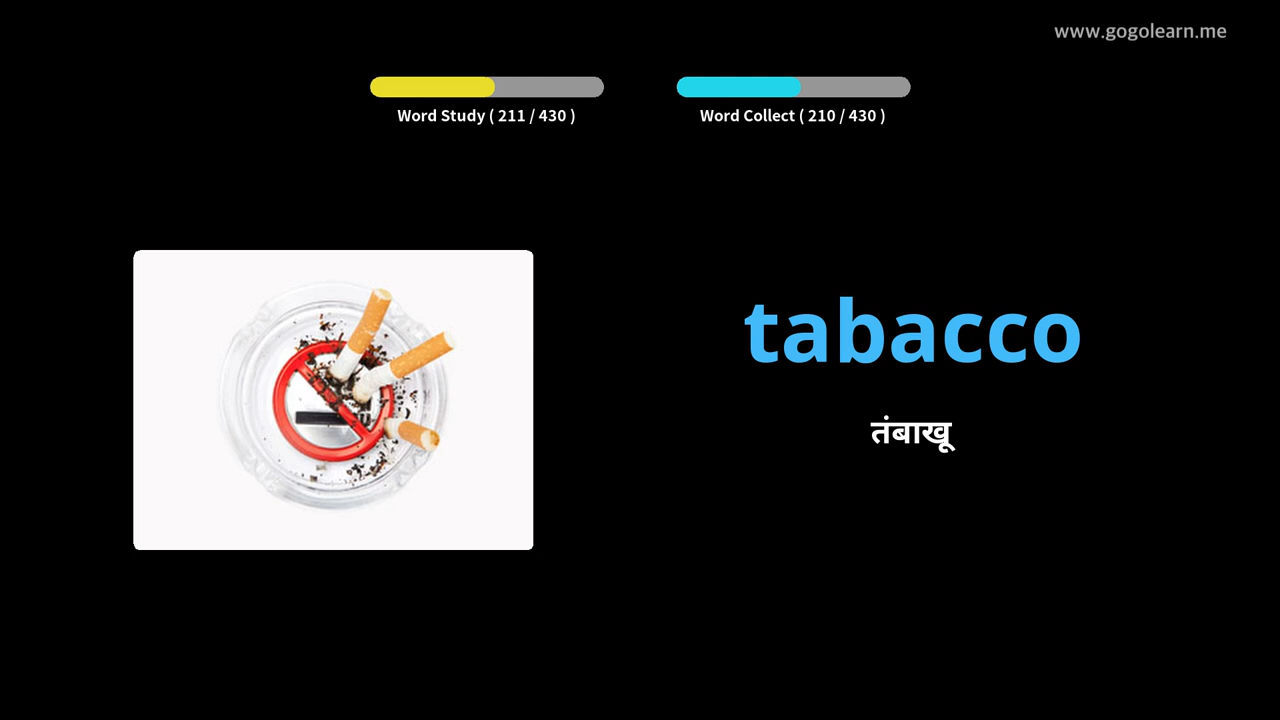 www.gogolearn.me
Word Study ( 211 / 430 )
Word Collect ( 210 / 430 )
tabacco
तंबाखू